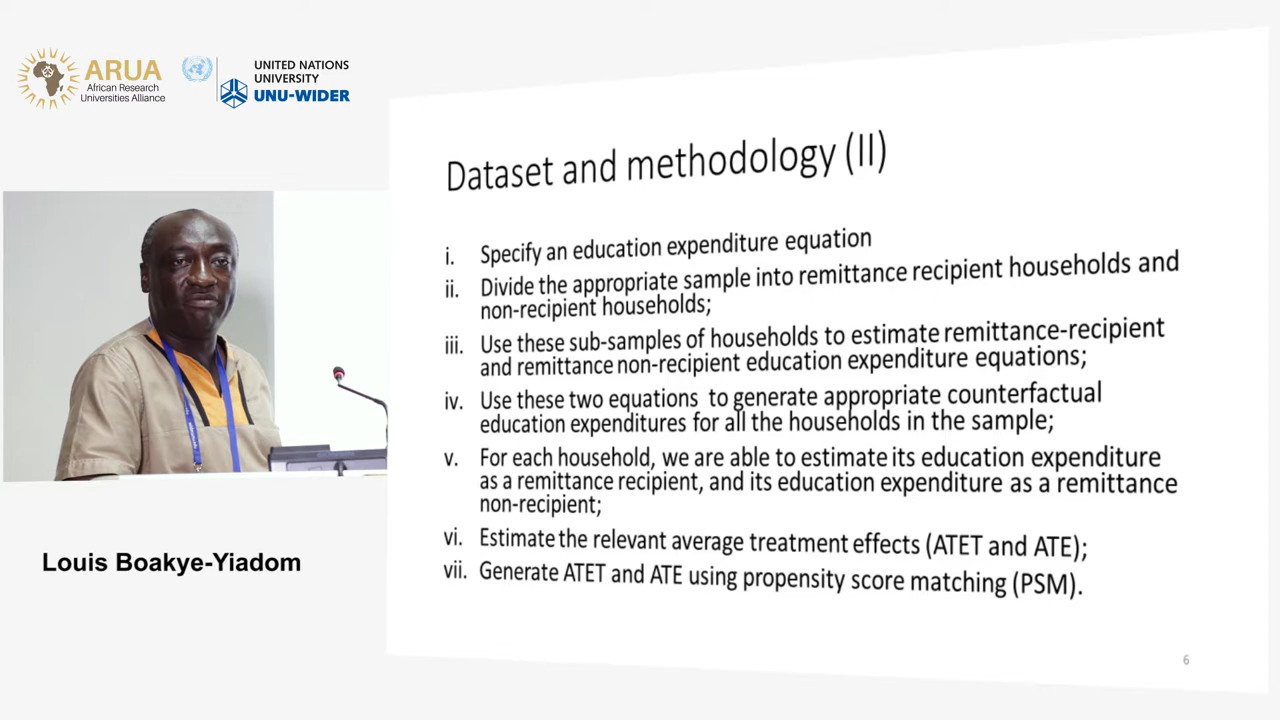 ARUA
African Research
Universities Alliance
UNITED NATIONS
UNIVERSITY
UNU-WIDER
Dataset and methodology (II)
i. Specify an education expenditure equation
ii. Divide the appropriate sample into remittance recipient households and
non-recipient households;
iii. Use these sub-samples of households to estimate remittance-recipient
and remittance non-recipient education expenditure equations;
iv. Use these two equations to generate appropriate counterfactual
education expenditures for all the households in the sample;
v. For each household, we are able to estimate its education expenditure
as a remittance recipient, and its education expenditure as a remittance
non-recipient;
vi. Estimate the relevant average treatment effects (ATET and ATE);
vii. Generate ATET and ATE using propensity score matching (PSM).
Louis Boakye-Yiadom
6